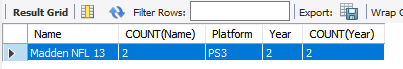 Result Grid Filter Rows: Export: Wrap C
Name COUNT(Name) Platform Year COUNT(Year)
Madden NFL 13 2 PS3 2 2